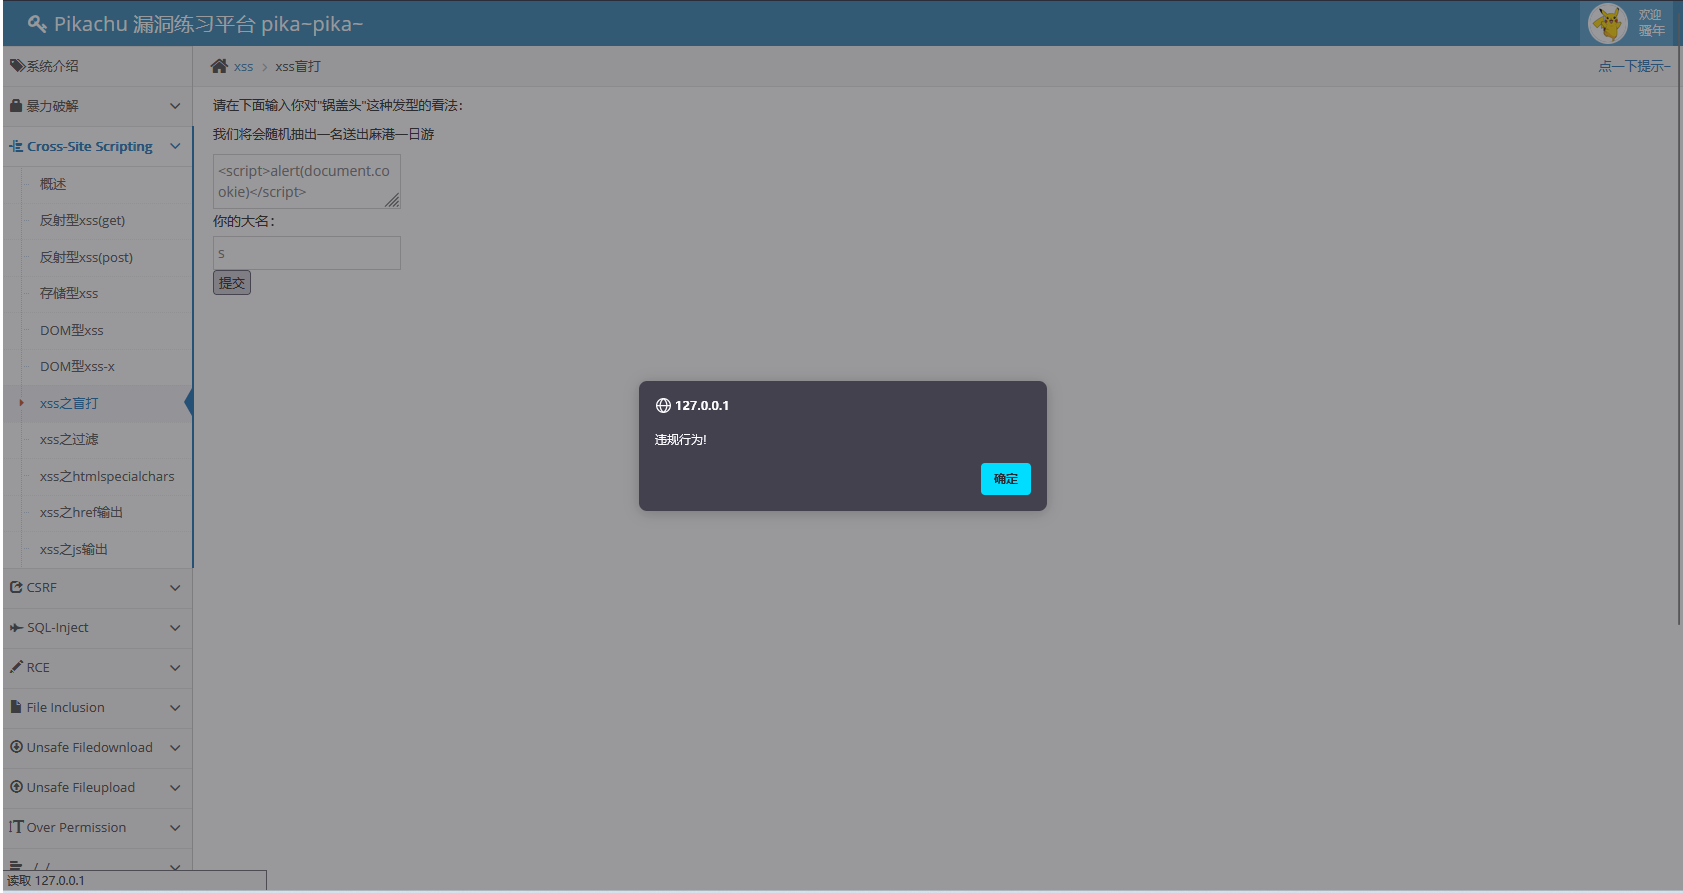 Pikachu 漏洞练习平台 pika~pika~
欢迎
骚年
系统介绍
xss
xss盲打
点一下提示~
暴力破解
请在下面输入你对"锅盖头"这种发型的看法：
我们将会随机抽出一名送出麻港一日游
Cross-Site Scripting
<script>alert(document.co
okie)</script>
概述
反射型xss(get)
你的大名：
s
反射型xss(post)
提交
存储型xss
DOM型xss
DOM型xss-x
xss之盲打
127.0.0.1
违规行为!
确定
xss之过滤
xss之htmlspecialchars
xss之href输出
xss之js输出
CSRF
SQL-Inject
RCE
File Inclusion
Unsafe Filedownload
Unsafe Fileupload
Over Permission
读取 127.0.0.1